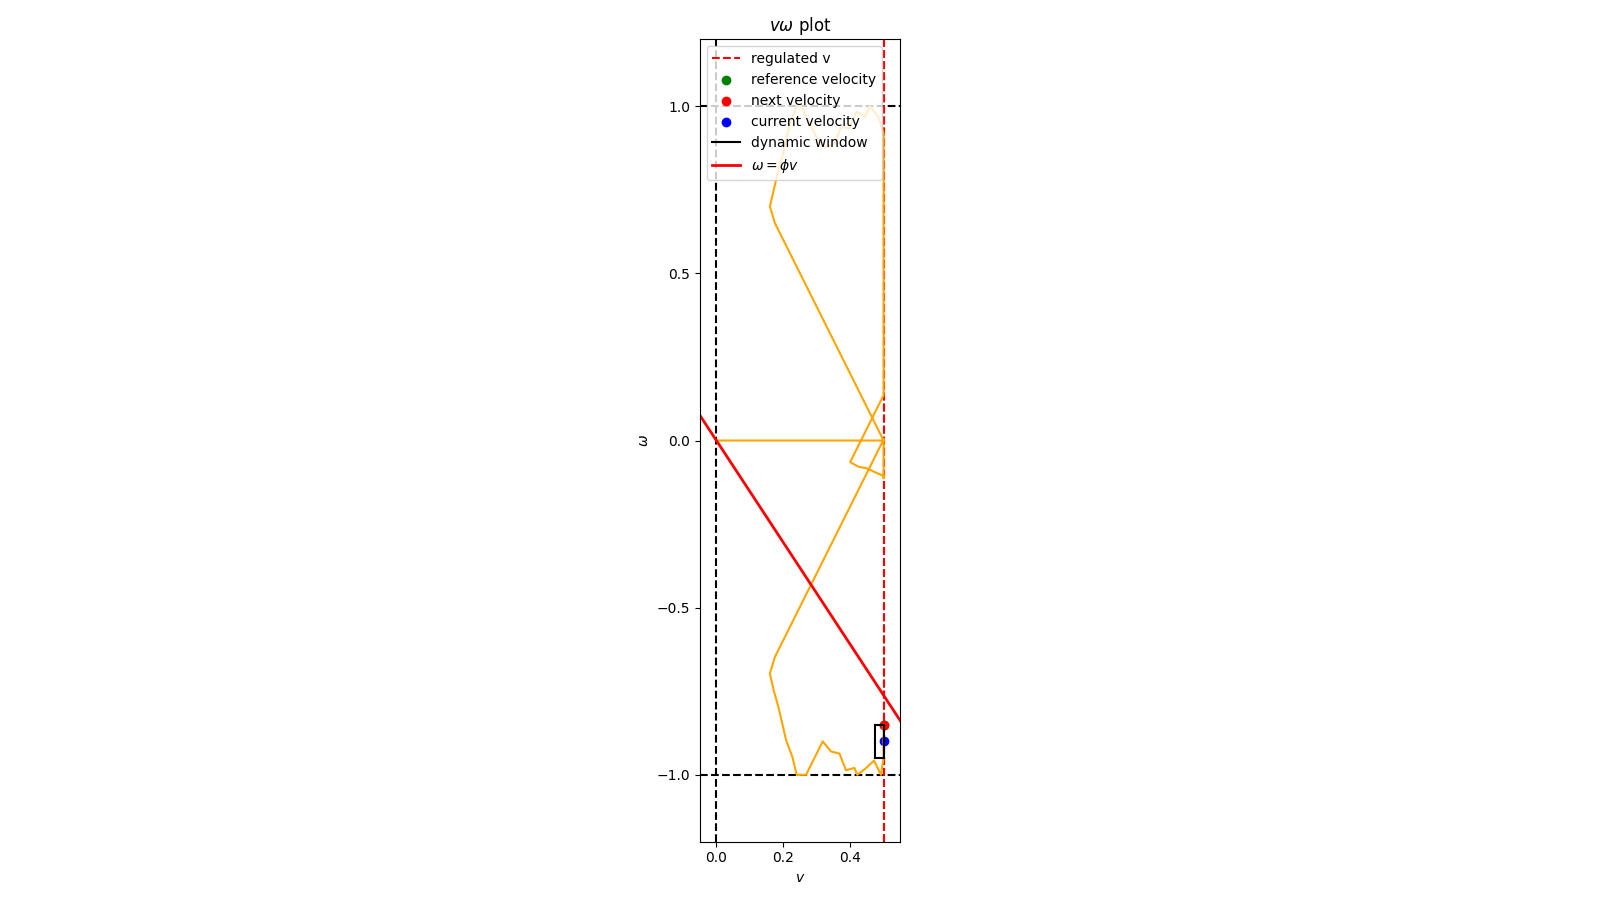 vω plot
regulated v
reference velocity
next velocity
current velocity
dynamic window
ω = ϕv
1.0
0.5
0.0
−0.5
−1.0
ω
0.0 0.2 0.4
v